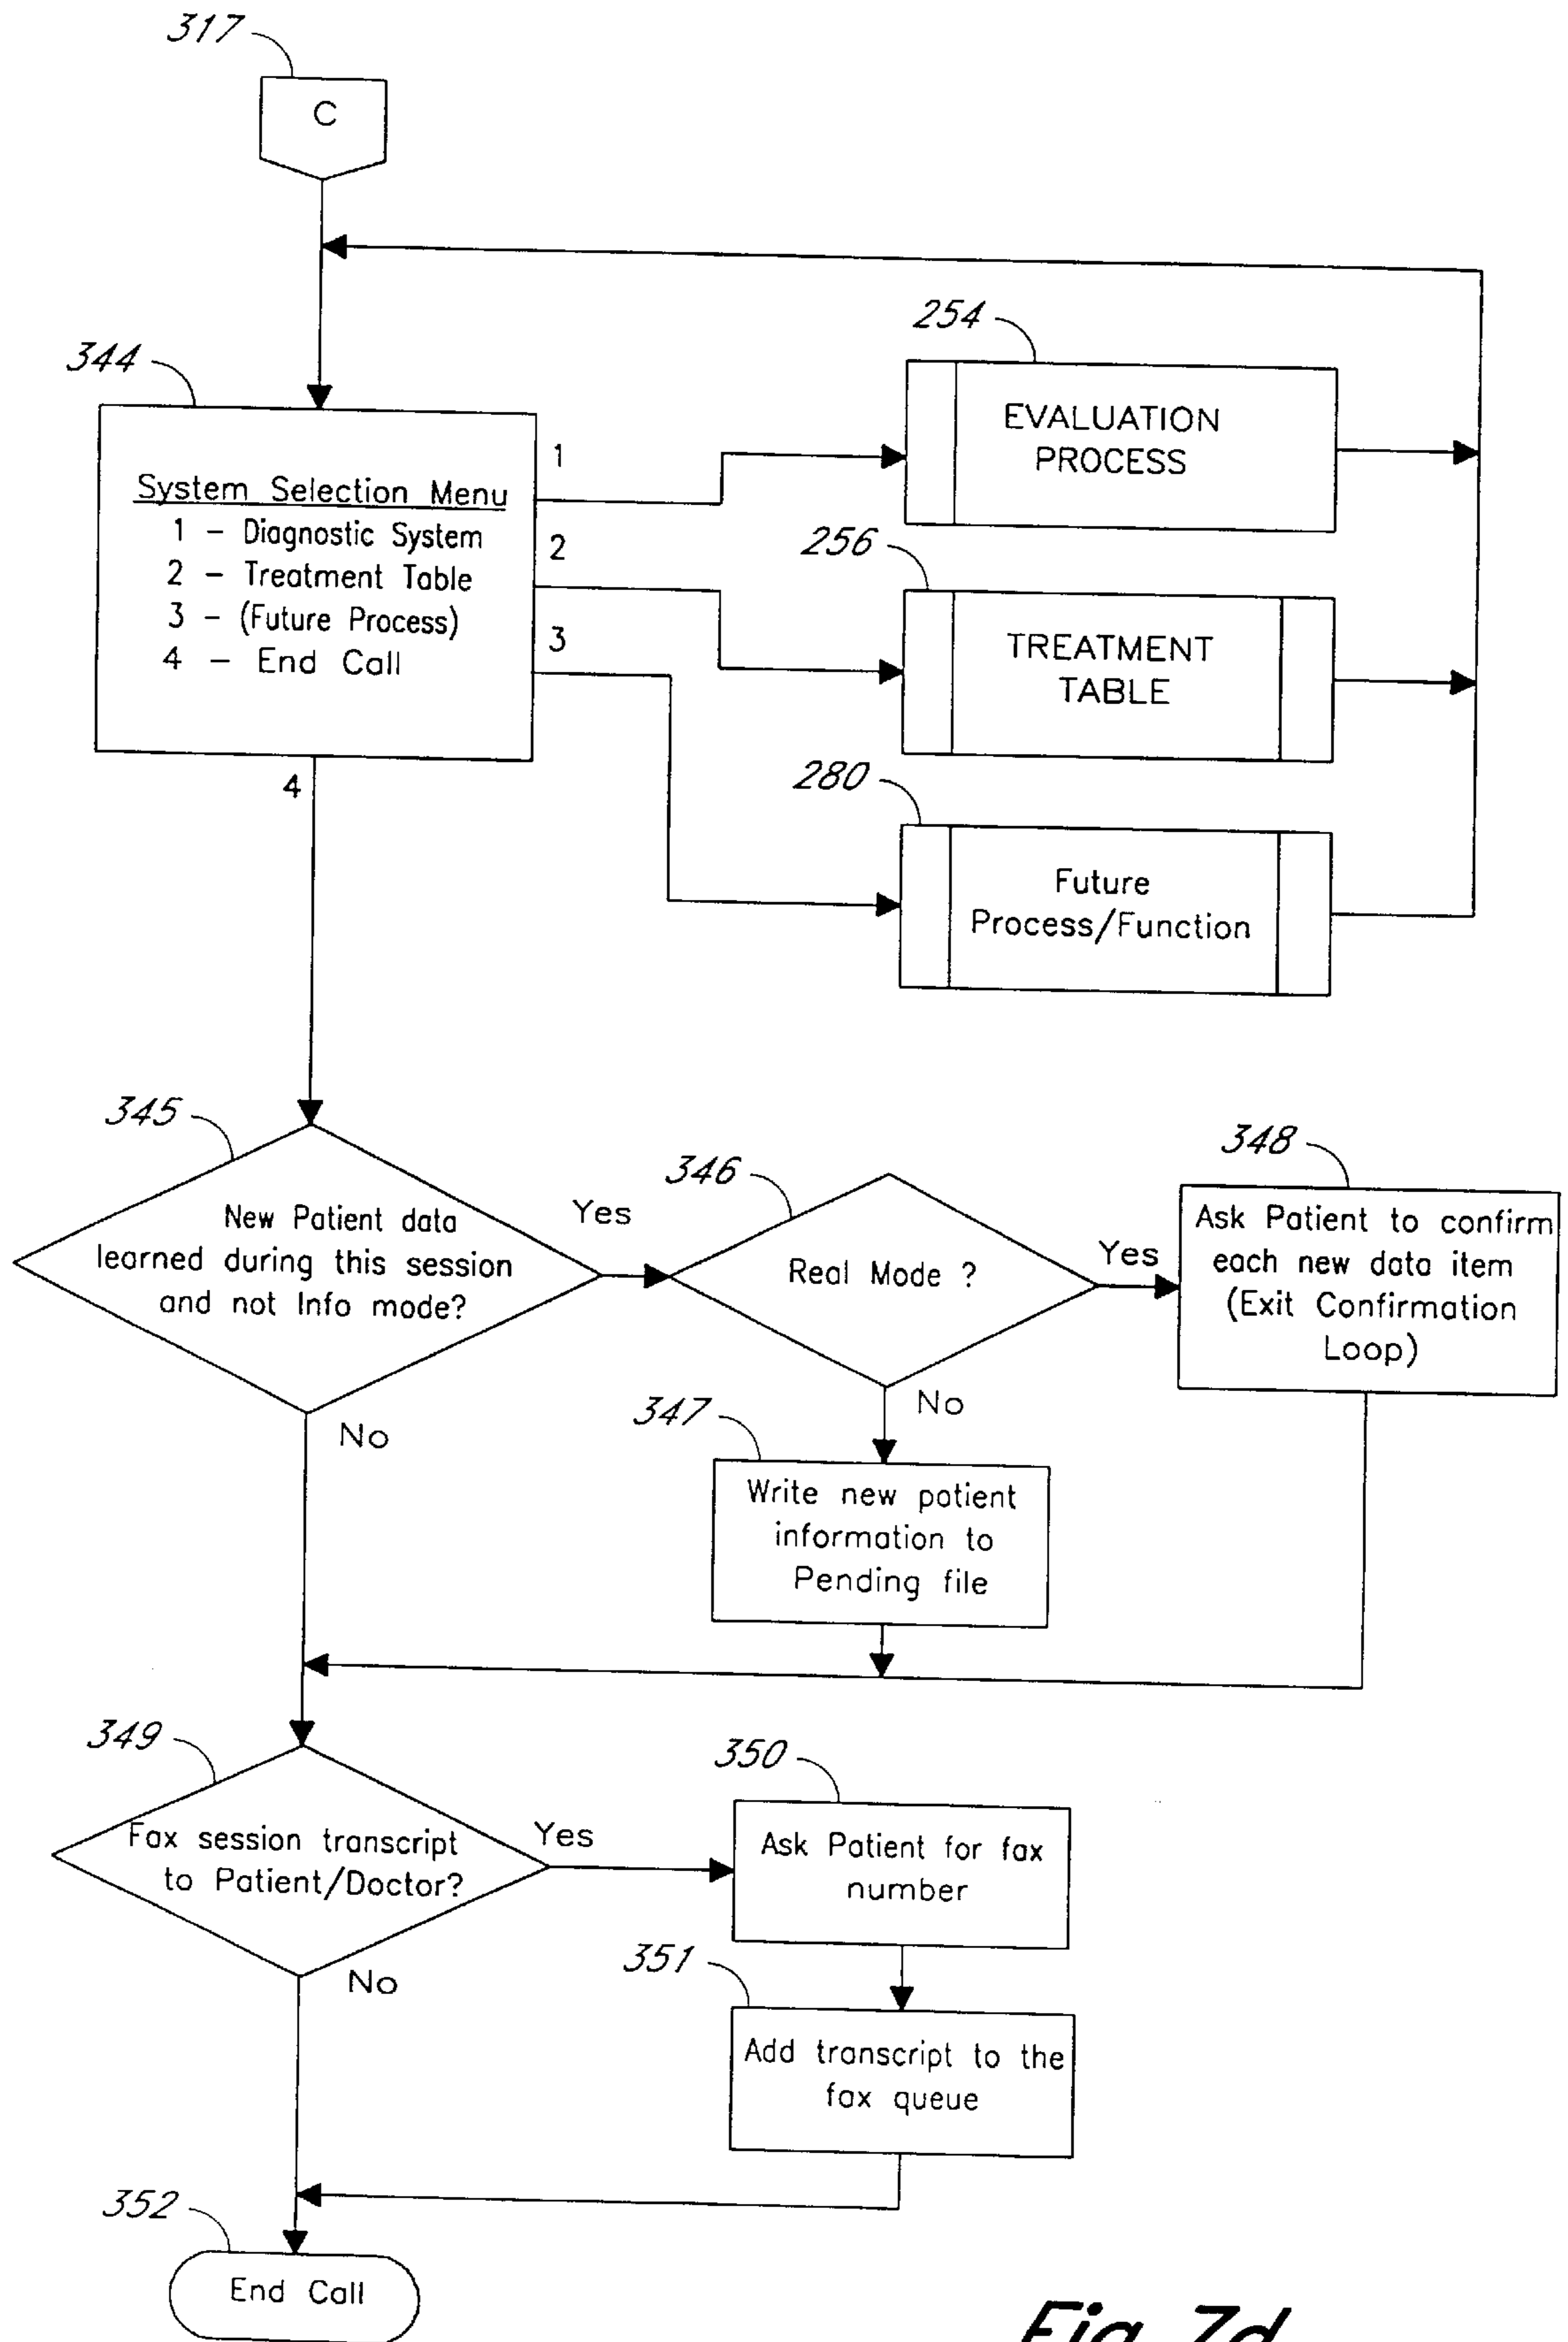 317
C
344
System Selection Menu
1 - Diagnostic System
2 - Treatment Table
3 - (Future Process)
4 - End Call
1
2
3
4
254
EVALUATION
PROCESS
256
TREATMENT
TABLE
280
Future
Process/Function
345
New Patient data
learned during this session
and not Info mode?
Yes
No
346
Real Mode ?
Yes
No
348
Ask Patient to confirm
each new data item
(Exit Confirmation
Loop)
347
Write new patient
information to
Pending file
349
Fax session transcript
to Patient/Doctor?
Yes
No
350
Ask Patient for fax
number
351
Add transcript to the
fax queue
352
End Call
Fig. 7d